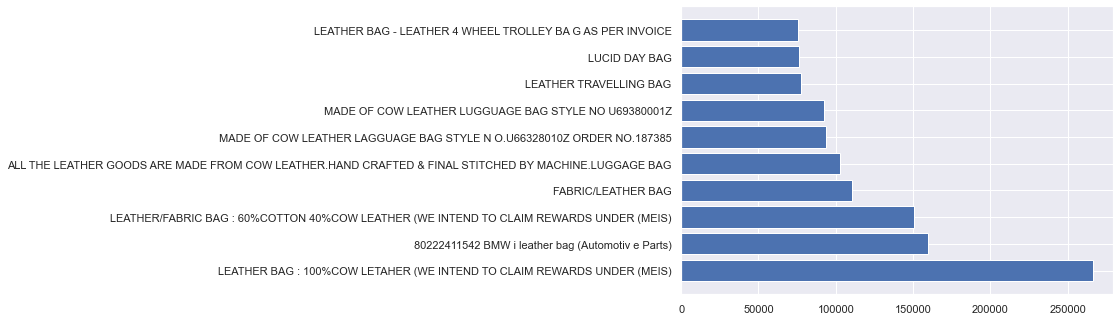 LEATHER BAG - LEATHER 4 WHEEL TROLLEY BA G AS PER INVOICE
LUCID DAY BAG
LEATHER TRAVELLING BAG
MADE OF COW LEATHER LUGGUAGE BAG STYLE NO U69380001Z
MADE OF COW LEATHER LAGGUAGE BAG STYLE N O.U66328010Z ORDER NO.187385
ALL THE LEATHER GOODS ARE MADE FROM COW LEATHER.HAND CRAFTED & FINAL STITCHED BY MACHINE.LUGGAGE BAG
FABRIC/LEATHER BAG
LEATHER/FABRIC BAG : 60%COTTON 40%COW LEATHER (WE INTEND TO CLAIM REWARDS UNDER (MEIS)
80222411542 BMW i leather bag (Automotiv e Parts)
LEATHER BAG : 100%COW LETAHER (WE INTEND TO CLAIM REWARDS UNDER (MEIS)
0 50000 100000 150000 200000 250000